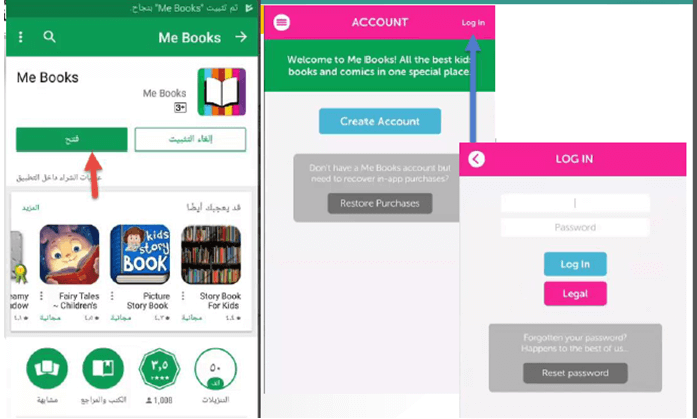 تم تثبيت "Me Books" بنجاح.
Me Books
Me Books
Me Books
3+
فتح
إلغاء التثبيت
عمليات الشراء داخل التطبيق
قد يعجبك أيضًا
المزيد
Fairy Tales
~ Children's
٤٫٨
مجانية
Picture
Story Book
٤٫٧
مجانية
Story Book
For Kids
٤٫٤
مجانية
kids
story
BOOK
٤٫١
٥٠
ألف
التنزيلات
٣٫٥
1,008
الكتب والمراجع
مشابهة
ACCOUNT
Log in
Welcome to Me Books! All the best kids
books and comics in one special place
Create Account
Don't have a Me Books account but
need to recover in-app purchases?
Restore Purchases
LOG IN
Password
Log In
Legal
Forgotten your password?
Happens to the best of us..
Reset password